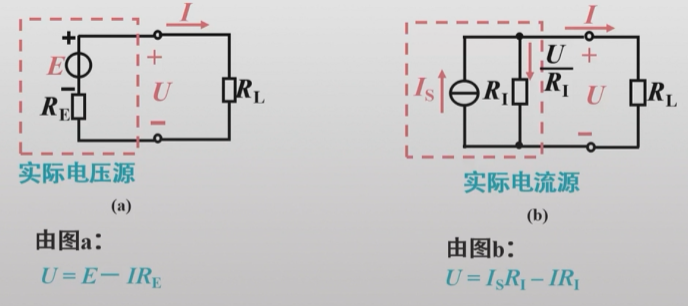 I
+
E
+
U
−
R_E
R_L
−
实际电压源
(a)
由图a：
U = E − IR_E
I
I_S
R_I
U/R_I
+
U
R_L
−
实际电流源
(b)
由图b：
U = I_S R_I − IR_I